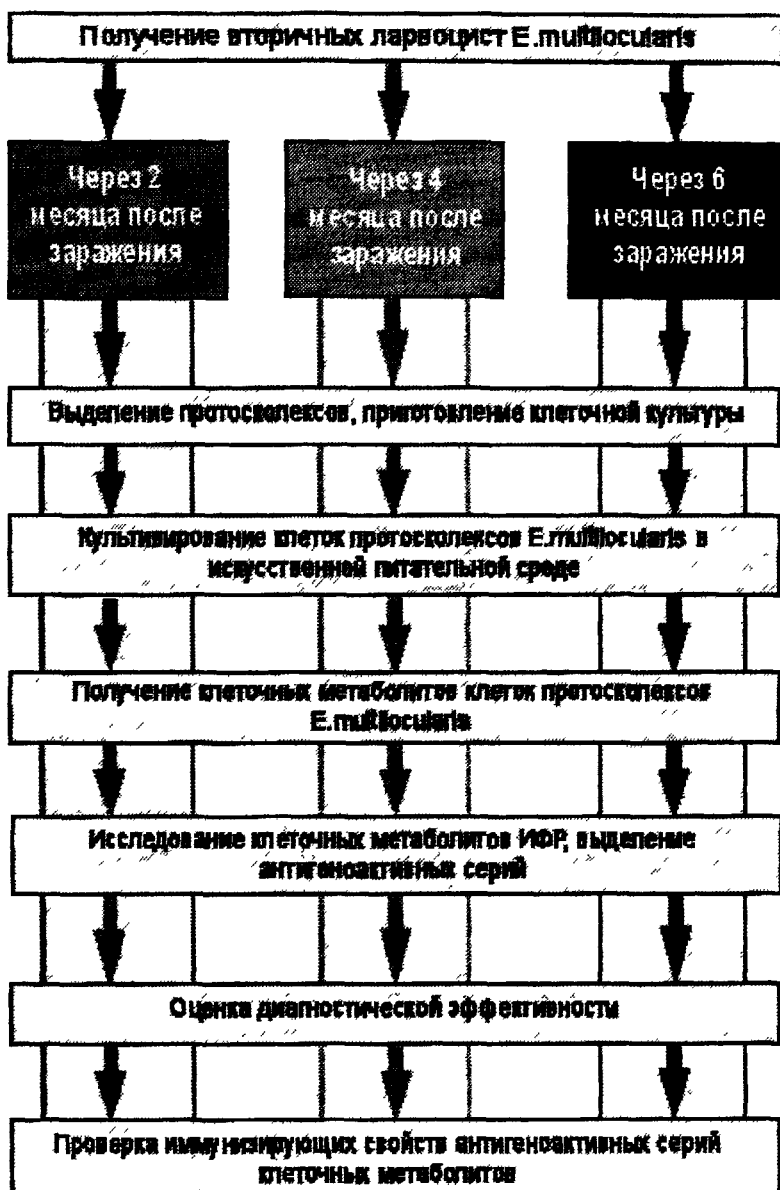 Получение вторичных ларвоцист E.multilocularis
Через 2
месяца после
заражения
Через 4
месяца после
заражения
Через 6
месяца после
заражения
Выделение протосколексов, приготовление клеточной культуры
Культивирование клеток протосколексов E.multilocularis в
искусственной питательной среде
Получение клеточных метаболитов клеток протосколексов
E.multilocularis
Исследование клеточных метаболитов ИФР, выделение
антигеноактивных серий
Оценка диагностической эффективности
Проверка иммунизирующих свойств антигеноактивных серий
клеточных метаболитов